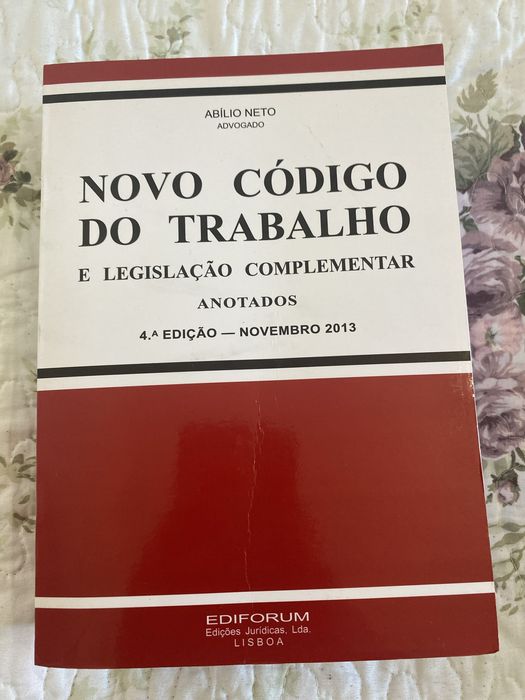 ABÍLIO NETO
ADVOGADO
NOVO CÓDIGO
DO TRABALHO
E LEGISLAÇÃO COMPLEMENTAR
ANOTADOS
4.ª EDIÇÃO — NOVEMBRO 2013
EDIFORUM
Edições Jurídicas, Lda.
LISBOA